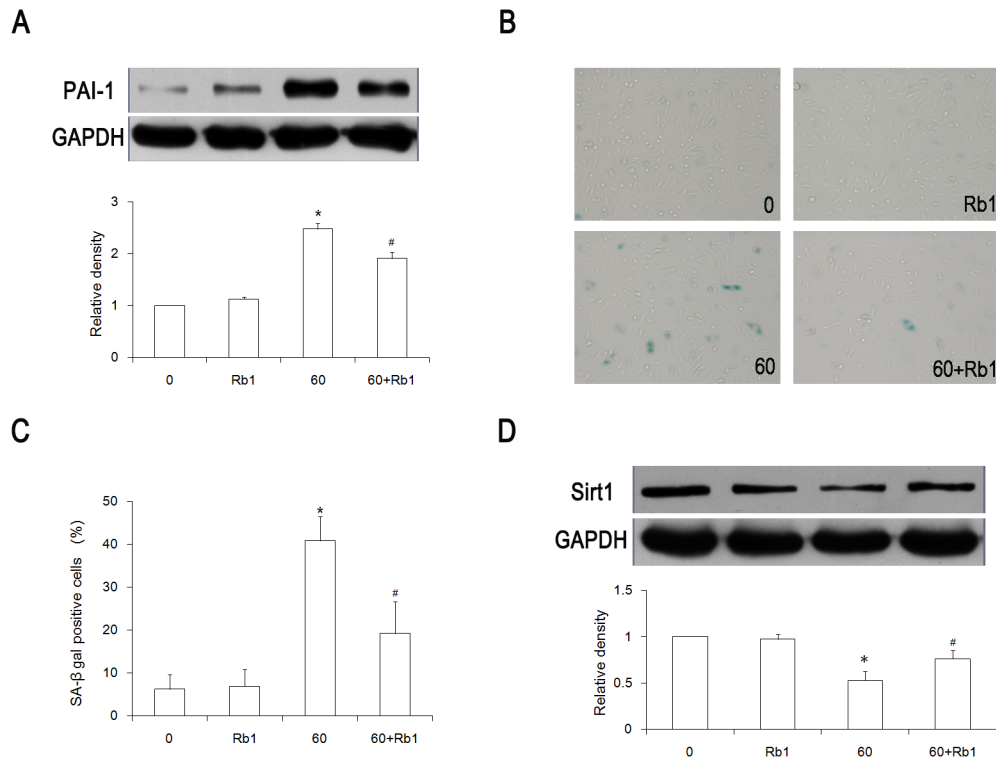 A
PAI-1
GAPDH
Relative density
3
2
1
0
*
#
0 Rb1 60 60+Rb1
B
0
Rb1
60
60+Rb1
C
SA-β gal positive cells (%)
50
40
30
20
10
0
*
#
0 Rb1 60 60+Rb1
D
Sirt1
GAPDH
Relative density
1.5
1
0.5
0
*
#
0 Rb1 60 60+Rb1